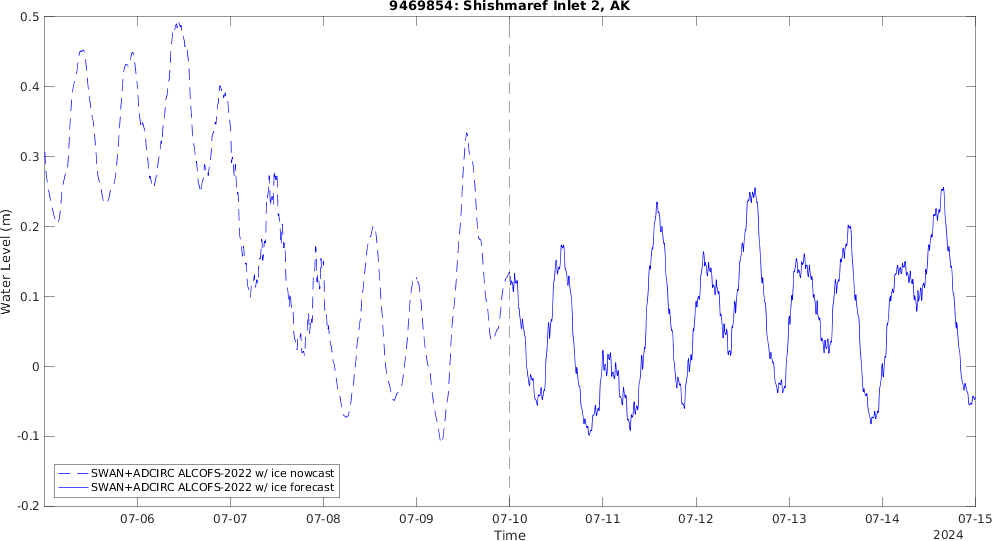 9469854: Shishmaref Inlet 2, AK
0.5
0.4
0.3
0.2
0.1
0
-0.1
-0.2
Water Level (m)
SWAN+ADCIRC ALCOFS-2022 w/ ice nowcast
SWAN+ADCIRC ALCOFS-2022 w/ ice forecast
07-06 07-07 07-08 07-09 07-10 07-11 07-12 07-13 07-14 07-15
Time
2024